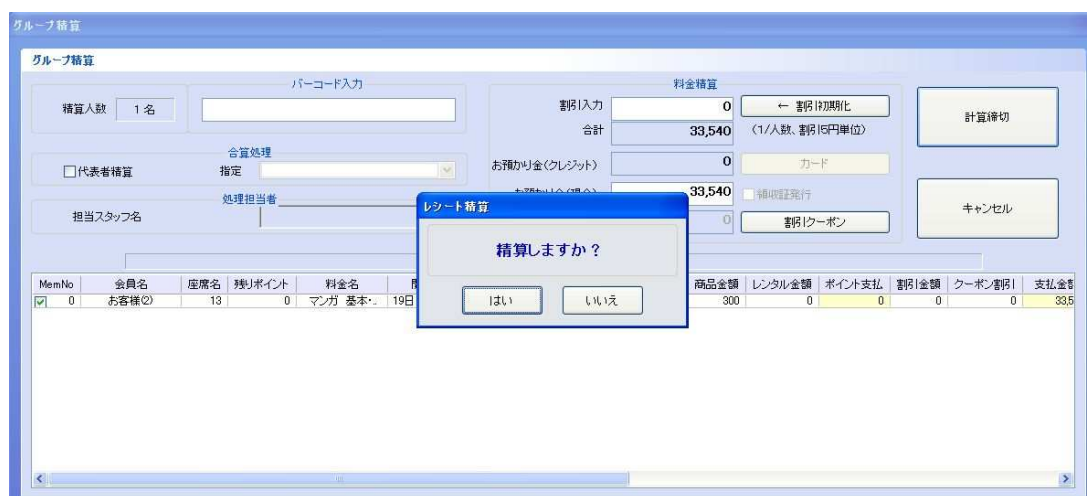 グループ精算
グループ精算
バーコード入力
料金精算
精算人数 1 名
割引入力 0 ← 割引初期化
計算締切
合計 33,540 (1/人数、割引5円単位)
合算処理
□代表者精算 指定
お預かり金(クレジット) 0 カード
33,540 領収証発行
処理担当者
担当スタッフ名
0 割引クーポン
キャンセル
レシート精算
精算しますか？
はい いいえ
MemNo 会員名 座席名 残りポイント 料金名 商品金額 レンタル金額 ポイント支払 割引金額 クーポン割引 支払金
0 お客様(2) 13 0 マンガ 基本・ 19日 300 0 0 0 0 33,5